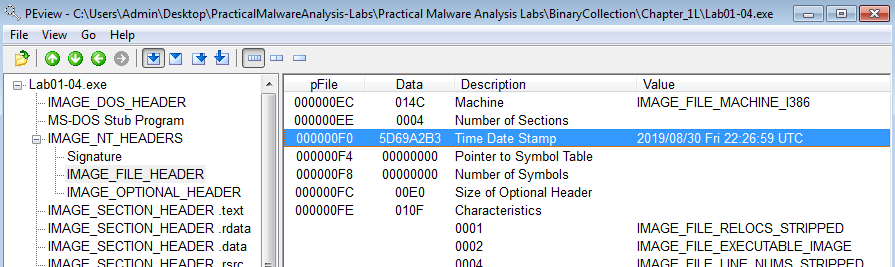 PEview - C:\Users\Admin\Desktop\PracticalMalwareAnalysis-Labs\Practical Malware Analysis Labs\BinaryCollection\Chapter_1L\Lab01-04.exe
File View Go Help
Lab01-04.exe
IMAGE_DOS_HEADER
MS-DOS Stub Program
IMAGE_NT_HEADERS
Signature
IMAGE_FILE_HEADER
IMAGE_OPTIONAL_HEADER
IMAGE_SECTION_HEADER .text
IMAGE_SECTION_HEADER .rdata
IMAGE_SECTION_HEADER .data
IMAGE_SECTION_HEADER .rsrc
pFile Data Description Value
000000EC 014C Machine IMAGE_FILE_MACHINE_I386
000000EE 0004 Number of Sections
000000F0 5D69A2B3 Time Date Stamp 2019/08/30 Fri 22:26:59 UTC
000000F4 00000000 Pointer to Symbol Table
000000F8 00000000 Number of Symbols
000000FC 00E0 Size of Optional Header
000000FE 010F Characteristics
0001 IMAGE_FILE_RELOCS_STRIPPED
0002 IMAGE_FILE_EXECUTABLE_IMAGE
0004 IMAGE_FILE_LINE_NUMS_STRIPPED